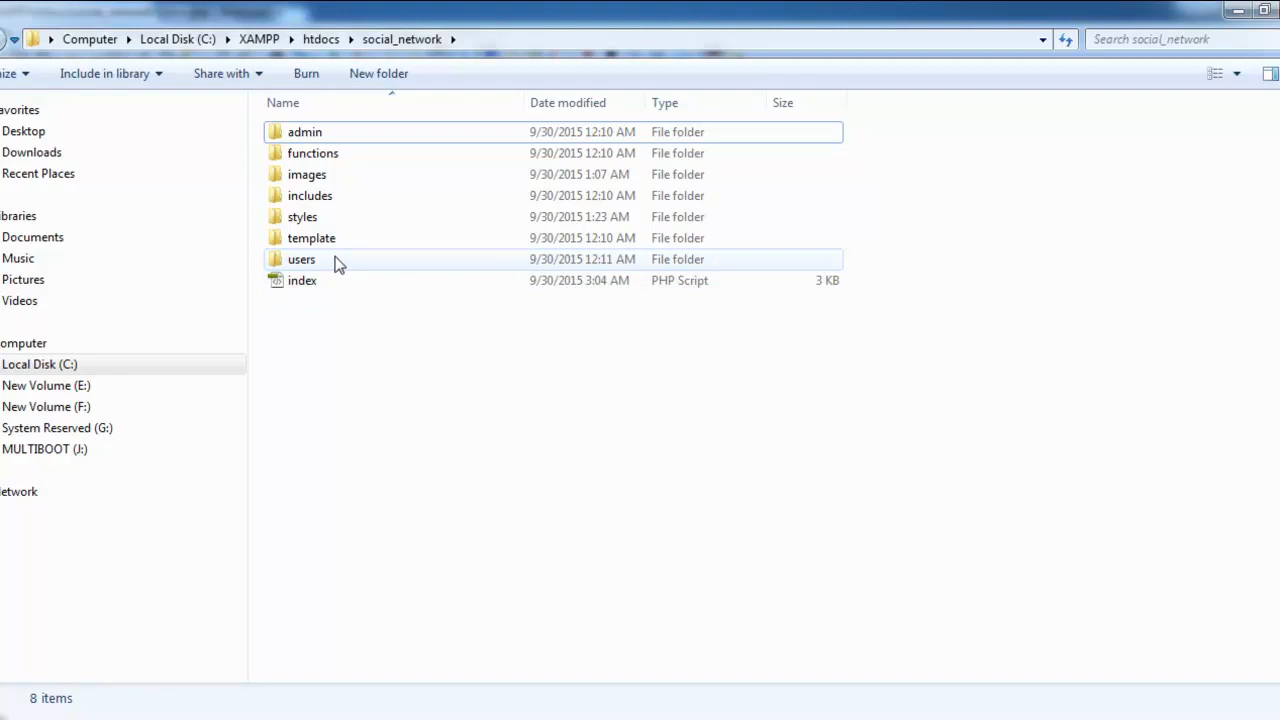 Computer Local Disk (C:) XAMPP htdocs social_network Search social_network
ize Include in library Share with Burn New folder
avorites
Desktop
Downloads
Recent Places
ibraries
Documents
Music
Pictures
Videos
omputer
Local Disk (C:)
New Volume (E:)
New Volume (F:)
System Reserved (G:)
MULTIBOOT (J:)
etwork
Name Date modified Type Size
admin 9/30/2015 12:10 AM File folder
functions 9/30/2015 12:10 AM File folder
images 9/30/2015 1:07 AM File folder
includes 9/30/2015 12:10 AM File folder
styles 9/30/2015 1:23 AM File folder
template 9/30/2015 12:10 AM File folder
users 9/30/2015 12:11 AM File folder
index 9/30/2015 3:04 AM PHP Script 3 KB
8 items